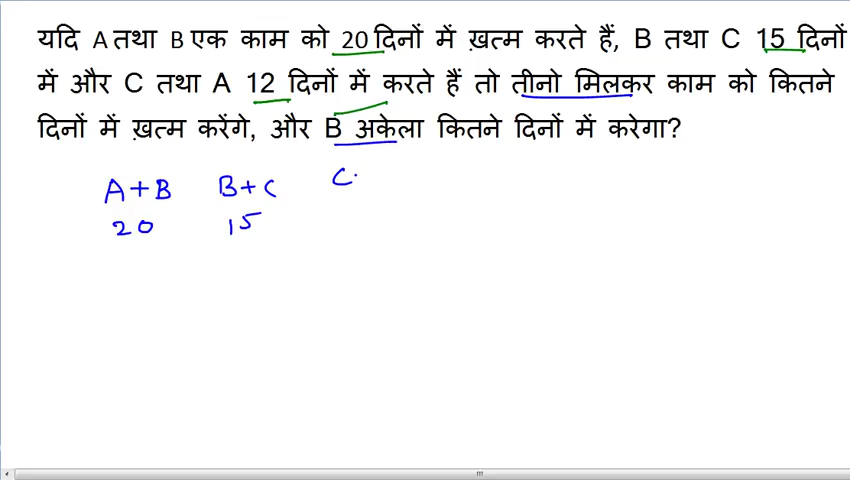 यदि A तथा B एक काम को 20 दिनों में ख़त्म करते हैं, B तथा C 15 दिनों
में और C तथा A 12 दिनों में करते हैं तो तीनो मिलकर काम को कितने
दिनों में ख़त्म करेंगे, और B अकेला कितने दिनों में करेगा?
A+B B+C C.
20 15